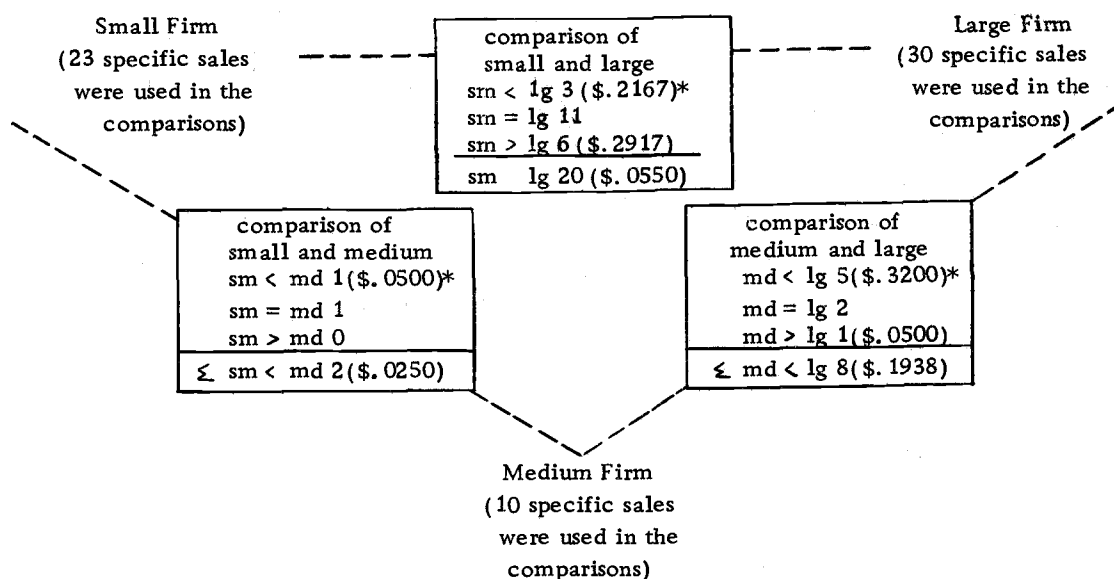 Small Firm
(23 specific sales
were used in the
comparisons)
comparison of
small and large
sm < lg 3 ($.2167)*
sm = lg 11
sm > lg 6 ($.2917)
sm lg 20 ($.0550)
Large Firm
(30 specific sales
were used in the
comparisons)
comparison of
small and medium
sm < md 1($.0500)*
sm = md 1
sm > md 0
Σ sm < md 2($.0250)
comparison of
medium and large
md < lg 5($.3200)*
md = lg 2
md > lg 1($.0500)
Σ md < lg 8($.1938)
Medium Firm
(10 specific sales
were used in the
comparisons)